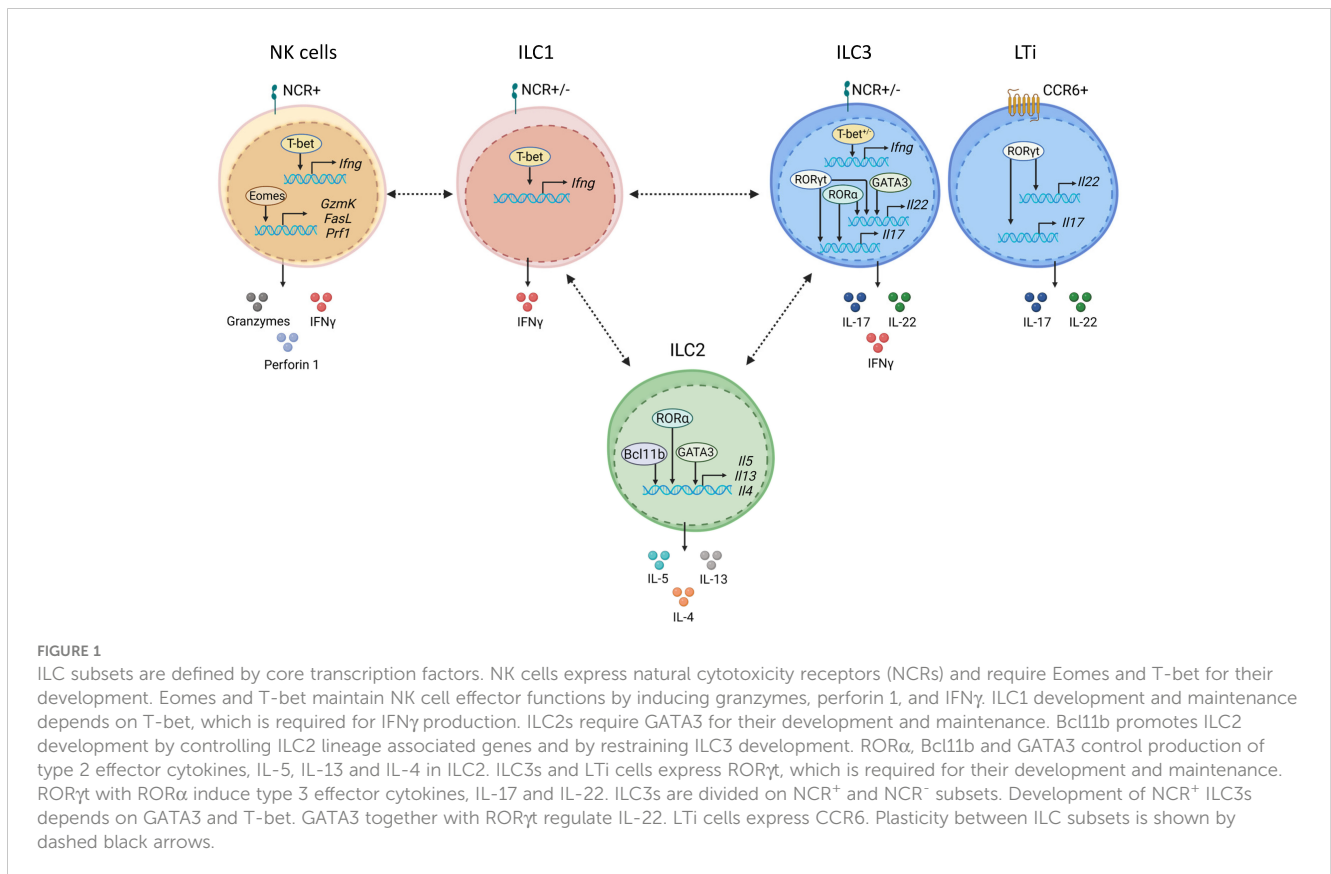 NK cells
ILC1
ILC3
LTi
NCR+
NCR+/-
NCR+/-
CCR6+
T-bet
Ifng
Eomes
GzmK
FasL
Prf1
T-bet
Ifng
T-bet+/-
Ifng
RORγt
RORα
GATA3
Il22
Il17
RORγt
Il22
Il17
Granzymes
IFNγ
Perforin 1
IFNγ
IL-17
IL-22
IFNγ
IL-17
IL-22
ILC2
RORα
Bcl11b
GATA3
Il5
Il13
Il4
IL-5
IL-13
IL-4
FIGURE 1
ILC subsets are defined by core transcription factors. NK cells express natural cytotoxicity receptors (NCRs) and require Eomes and T-bet for their
development. Eomes and T-bet maintain NK cell effector functions by inducing granzymes, perforin 1, and IFNγ. ILC1 development and maintenance
depends on T-bet, which is required for IFNγ production. ILC2s require GATA3 for their development and maintenance. Bcl11b promotes ILC2
development by controlling ILC2 lineage associated genes and by restraining ILC3 development. RORα, Bcl11b and GATA3 control production of
type 2 effector cytokines, IL-5, IL-13 and IL-4 in ILC2. ILC3s and LTi cells express RORγt, which is required for their development and maintenance.
RORγt with RORα induce type 3 effector cytokines, IL-17 and IL-22. ILC3s are divided on NCR⁺ and NCR⁻ subsets. Development of NCR⁺ ILC3s
depends on GATA3 and T-bet. GATA3 together with RORγt regulate IL-22. LTi cells express CCR6. Plasticity between ILC subsets is shown by
dashed black arrows.